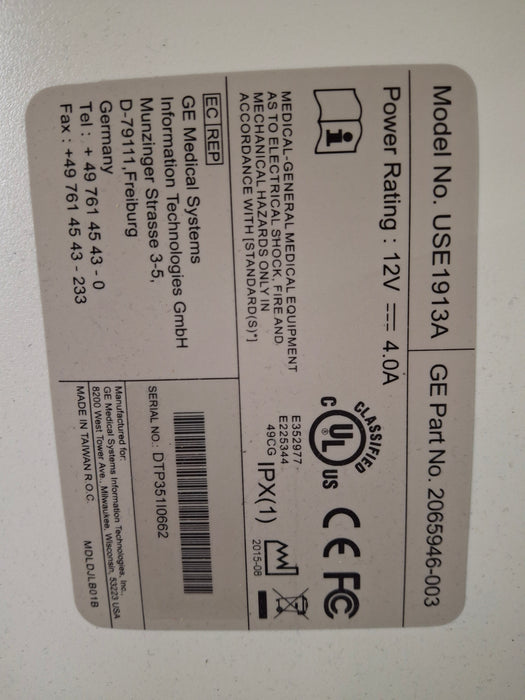 Model No. USE1913A
GE Part No. 2065946-003
Power Rating : 12V ⎓ 4.0A
i
CLASSIFIED
C UL ® US
CE FC
MEDICAL-GENERAL MEDICAL EQUIPMENT
AS TO ELECTRICAL SHOCK, FIRE AND
MECHANICAL HAZARDS ONLY IN
ACCORDANCE WITH [STANDARD(S)*]
E352977
E225344
49CG
IPX(1)
2015-08
EC REP
GE Medical Systems
Information Technologies GmbH
Munzinger Strasse 3-5,
D-79111,Freiburg
Germany
Tel : + 49 761 45 43 - 0
Fax : +49 761 45 43 - 233
SERIAL NO.: DTP351I0662
Manufactured for:
GE Medical Systems Information Technologies, Inc.,
8200 West Tower Ave., Milwaukee, Wisconsin, 53223 USA
MADE IN TAIWAN R.O.C.
MDLDJLB01B